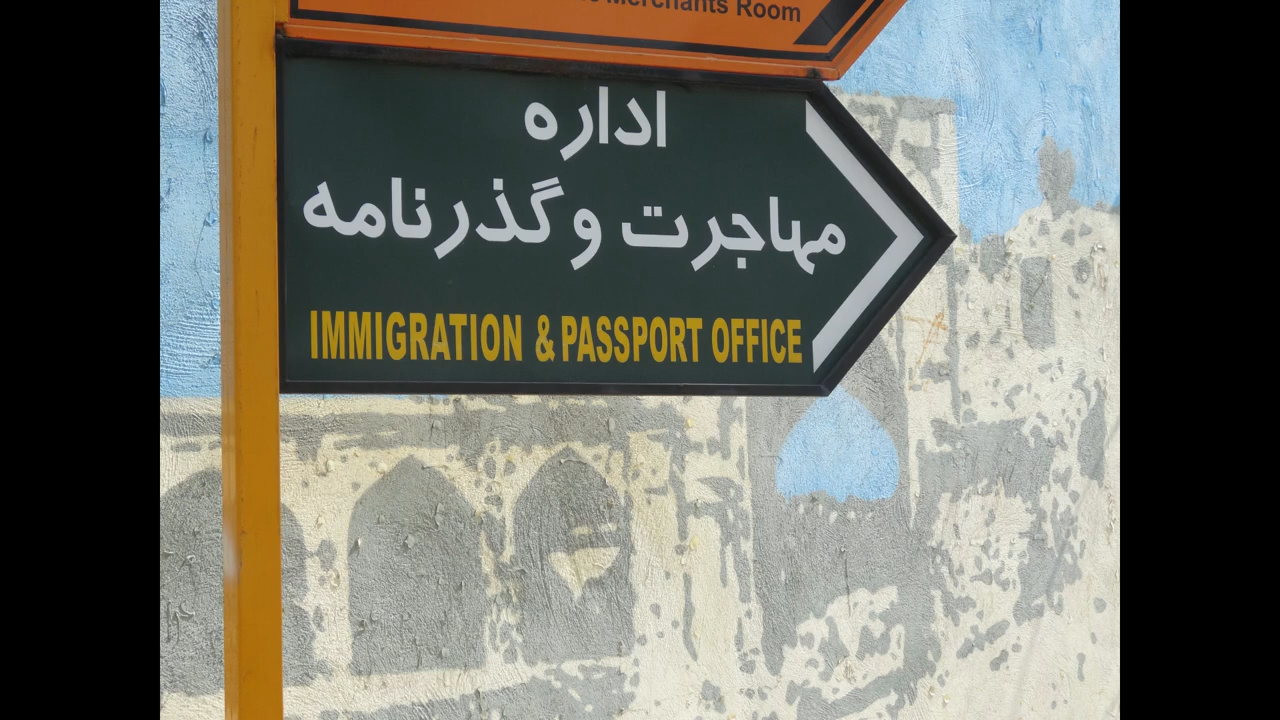 Merchants Room
اداره
مهاجرت و گذرنامه
IMMIGRATION & PASSPORT OFFICE